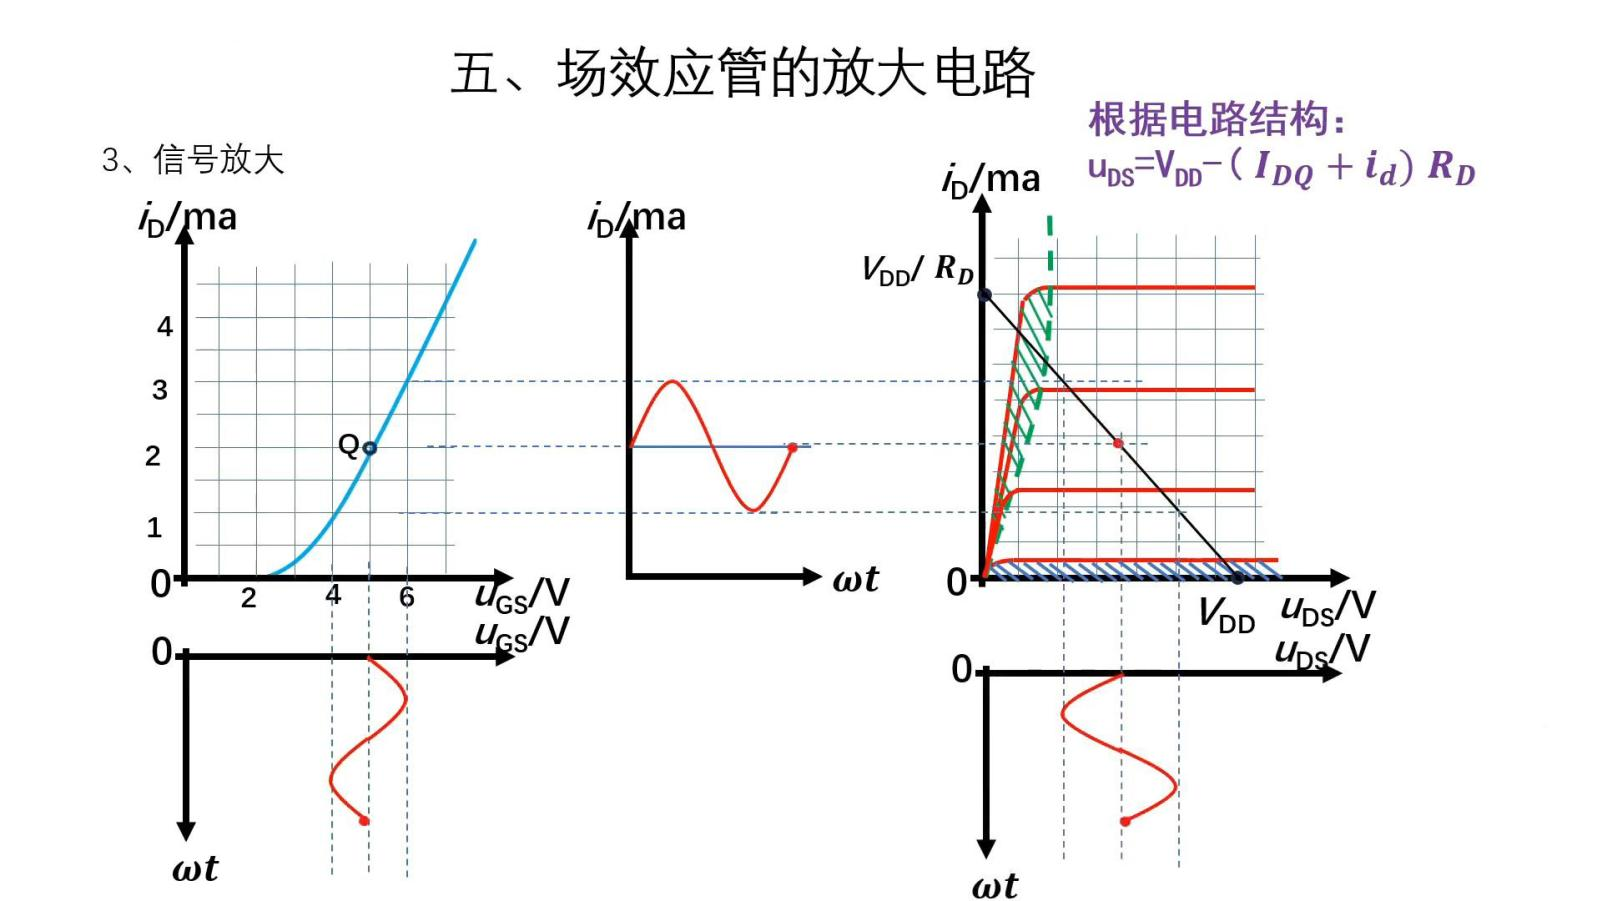 五、场效应管的放大电路
根据电路结构：
uDS=VDD-( IDQ + id) RD
3、信号放大
iD/ma
4
3
2
1
0
Q
2
4
6
uGS/V
uGS/V
0
ωt
iD/ma
ωt
iD/ma
VDD/ RD
0
VDD
uDS/V
uDS/V
0
ωt